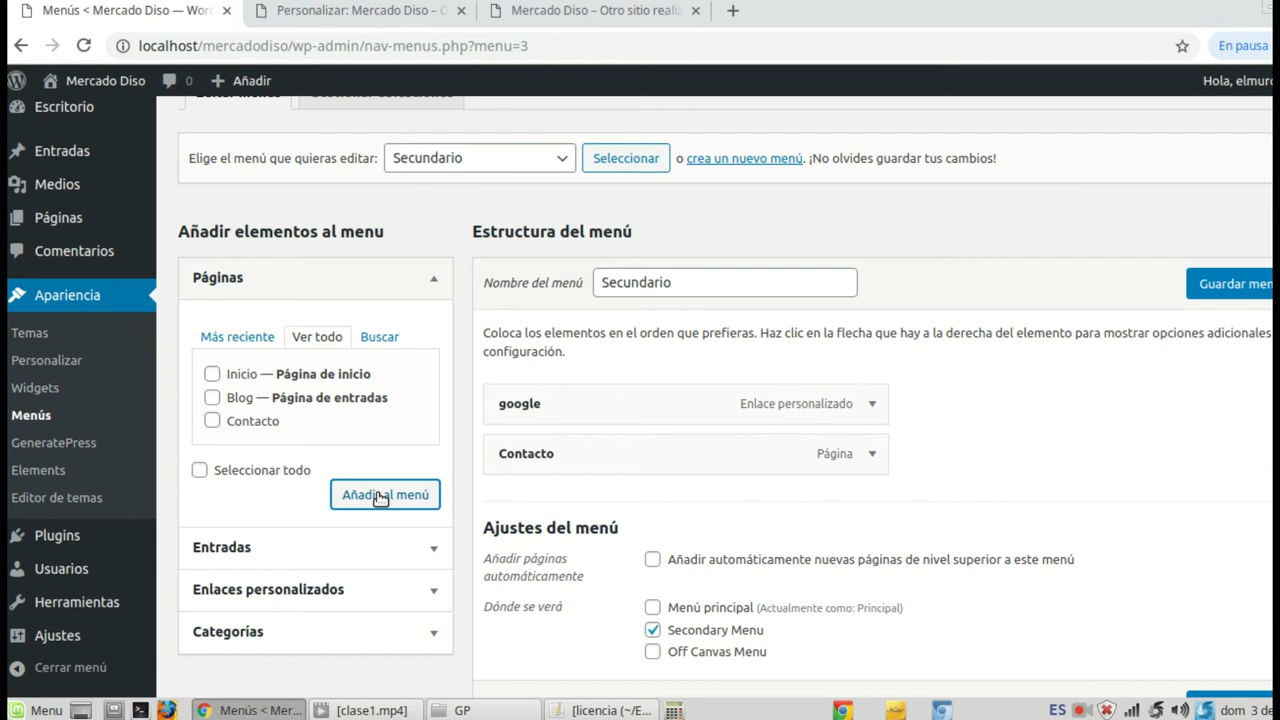 Menús < Mercado Diso — Wor
Personalizar: Mercado Diso –
Mercado Diso – Otro sitio realiz
localhost/mercadodiso/wp-admin/nav-menus.php?menu=3
En pausa
Mercado Diso
0
Añadir
Hola, elmuro
Escritorio
Entradas
Medios
Páginas
Comentarios
Apariencia
Temas
Personalizar
Widgets
Menús
GeneratePress
Elements
Editor de temas
Plugins
Usuarios
Herramientas
Ajustes
Cerrar menú
Elige el menú que quieras editar:
Secundario
Seleccionar
o crea un nuevo menú. ¡No olvides guardar tus cambios!
Añadir elementos al menu
Páginas
Más reciente
Ver todo
Buscar
Inicio — Página de inicio
Blog — Página de entradas
Contacto
Seleccionar todo
Añadir al menú
Entradas
Enlaces personalizados
Categorías
Estructura del menú
Nombre del menú
Secundario
Guardar men
Coloca los elementos en el orden que prefieras. Haz clic en la flecha que hay a la derecha del elemento para mostrar opciones adicionales
configuración.
google
Enlace personalizado
Contacto
Página
Ajustes del menú
Añadir páginas
automáticamente
Añadir automáticamente nuevas páginas de nivel superior a este menú
Dónde se verá
Menú principal (Actualmente como: Principal)
Secondary Menu
Off Canvas Menu
Menu
Menús < Mer...
[clase1.mp4]
GP
[licencia (~/E...
ES
dom 3 de